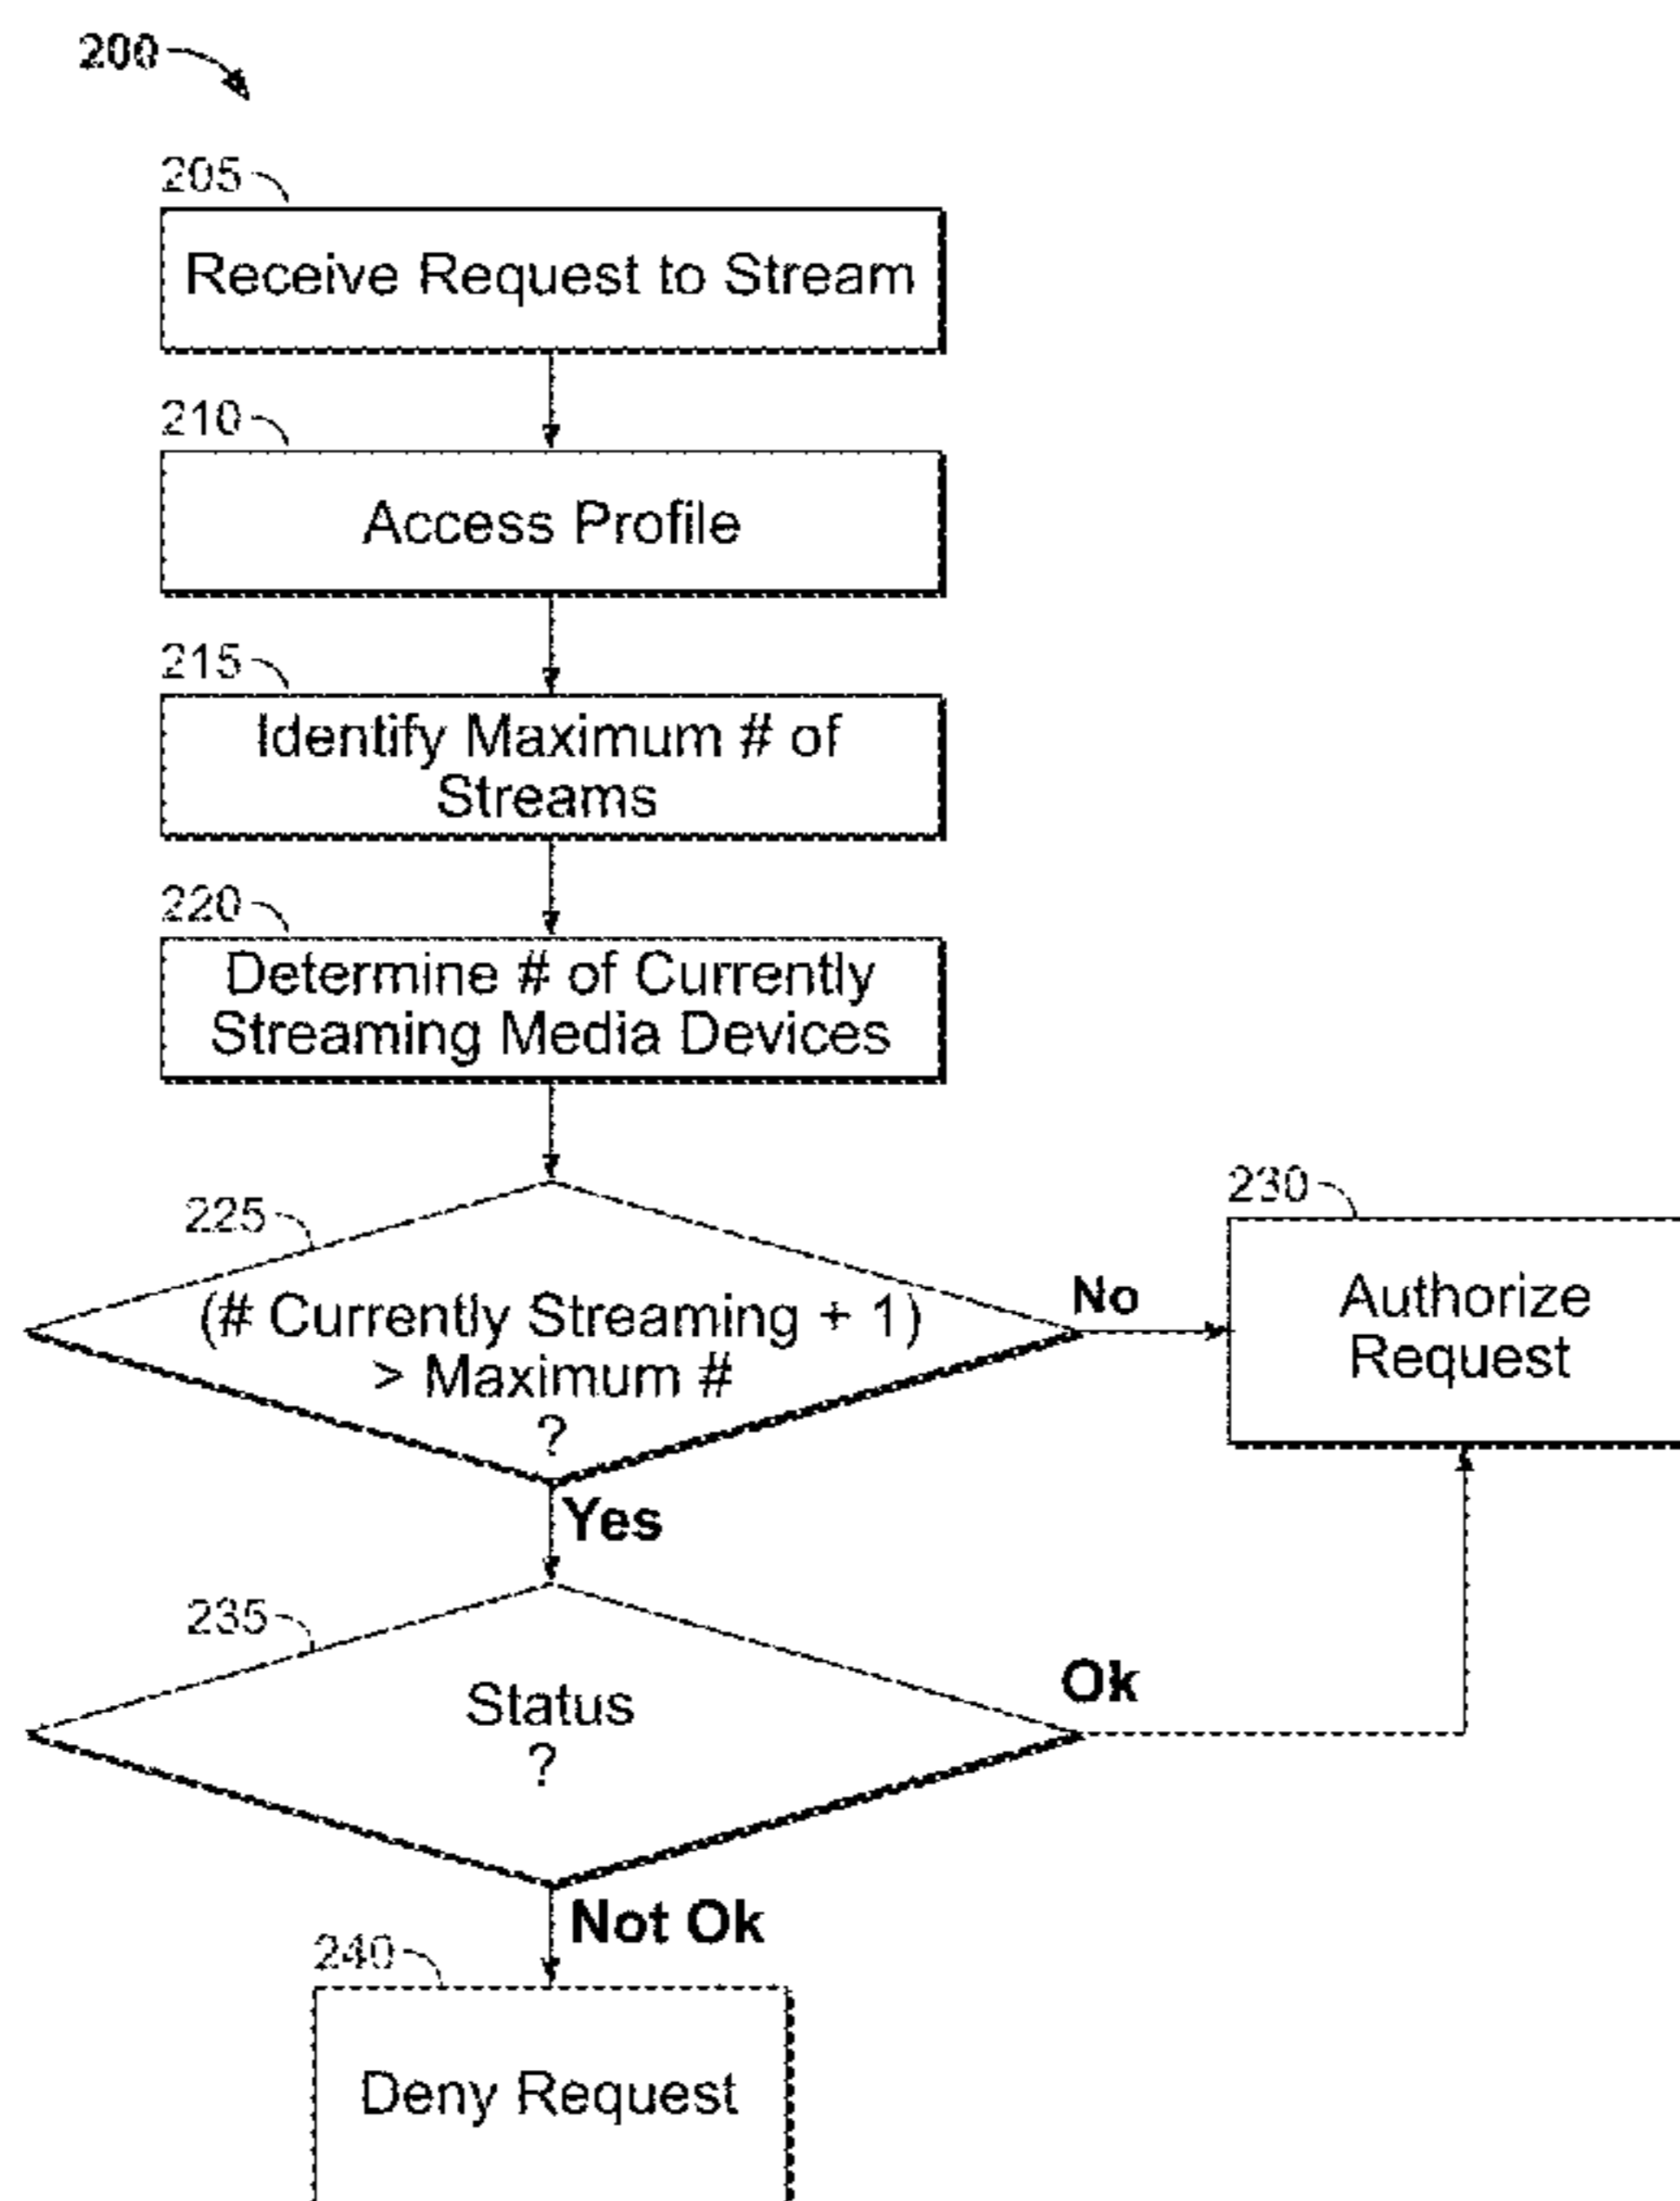 200
205
Receive Request to Stream
210
Access Profile
215
Identify Maximum # of
Streams
220
Determine # of Currently
Streaming Media Devices
225
(# Currently Streaming + 1)
> Maximum #
?
No
230
Authorize
Request
Yes
235
Status
?
Ok
Not Ok
240
Deny Request